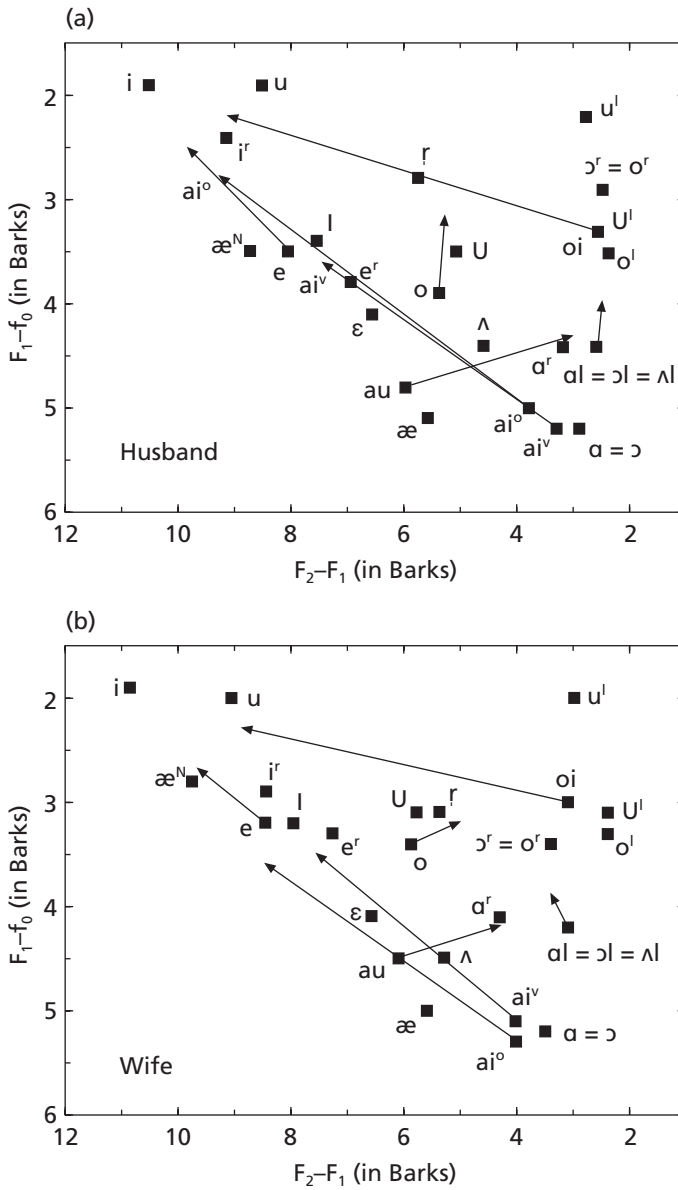 (a)
i
u
uˡ
iʳ
r̩
ɔʳ = oʳ
aiᵒ
I
Uˡ
æᴺ
e
aiᵛ
eʳ
U
oi
oˡ
o
ɛ
ʌ
ɑʳ
ɑl = ɔl = ʌl
au
æ
aiᵒ
aiᵛ
ɑ = ɔ
Husband
2
3
4
5
6
F₁–f₀ (in Barks)
12 10 8 6 4 2
F₂–F₁ (in Barks)
(b)
i
u
uˡ
æᴺ
iʳ
oi
e
I
eʳ
U
r̩
Uˡ
o
ɔʳ = oʳ
oˡ
ɛ
ɑʳ
au
ʌ
ɑl = ɔl = ʌl
æ
aiᵛ
aiᵒ
ɑ = ɔ
Wife
2
3
4
5
6
F₁–f₀ (in Barks)
12 10 8 6 4 2
F₂–F₁ (in Barks)